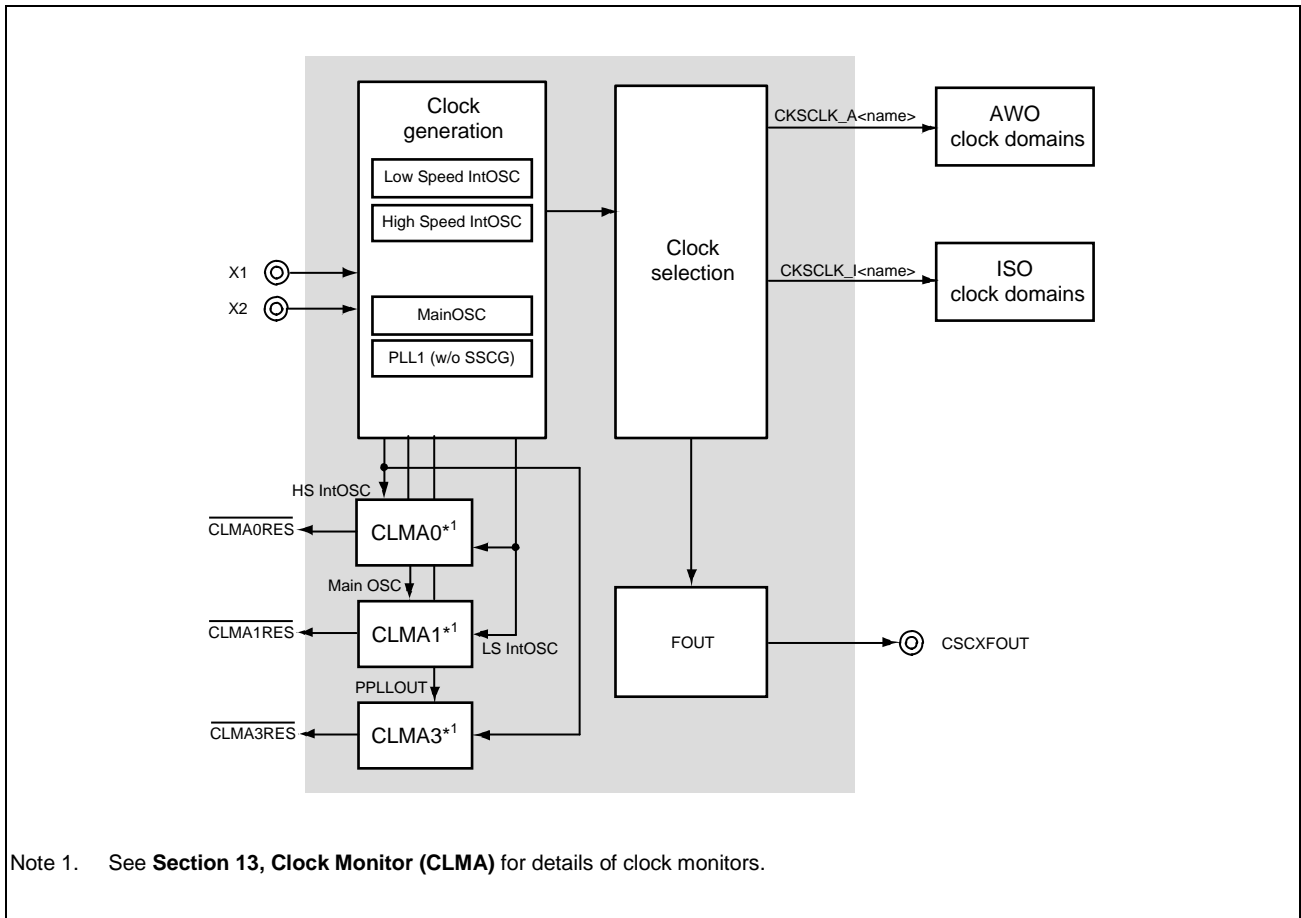 Clock
generation
Low Speed IntOSC
High Speed IntOSC
MainOSC
PLL1 (w/o SSCG)
X1
X2
Clock
selection
CKSCLK_A<name>
AWO
clock domains
CKSCLK_I<name>
ISO
clock domains
HS IntOSC
CLMA0RES
CLMA0*1
Main OSC
CLMA1RES
CLMA1*1
LS IntOSC
PPLLOUT
CLMA3RES
CLMA3*1
FOUT
CSCXFOUT
Note 1. See Section 13, Clock Monitor (CLMA) for details of clock monitors.